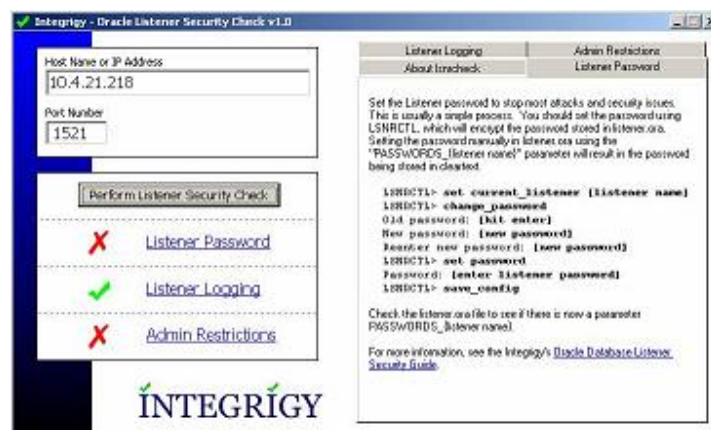 Integrigy - Oracle Listener Security Check v1.0
Host Name or IP Address
10.4.21.218
Port Number
1521
Perform Listener Security Check
Listener Password
Listener Logging
Admin Restrictions
INTEGRIGY
Listener Logging
Admin Restrictions
About lsnrcheck
Listener Password
Set the Listener password to stop most attacks and security issues.
This is usually a simple process. You should set the password using
LSNRCTL, which will encrypt the password stored in listener.ora.
Setting the password manually in listener.ora using the
"PASSWORDS_{listener name}" parameter will result in the password
being stored in cleartext.
LSNRCTL> set current_listener [listener name]
LSNRCTL> change_password
Old password: [hit enter]
New password: [new password]
Reenter new password: [new password]
LSNRCTL> set password
Password: [enter listener password]
LSNRCTL> save_config
Check the listener.ora file to see if there is now a parameter
PASSWORDS_{listener name}.
For more information, see the Integrigy's Oracle Database Listener
Security Guide.